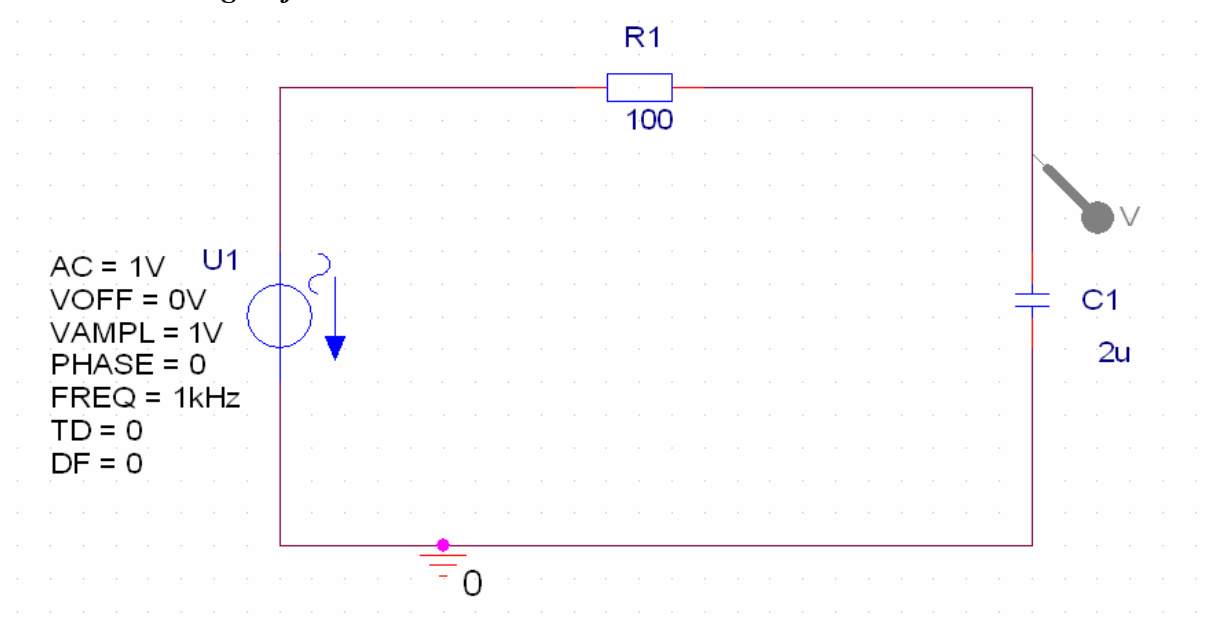 R1
100
V
U1
AC = 1V
VOFF = 0V
VAMPL = 1V
PHASE = 0
FREQ = 1kHz
TD = 0
DF = 0
C1
2u
0